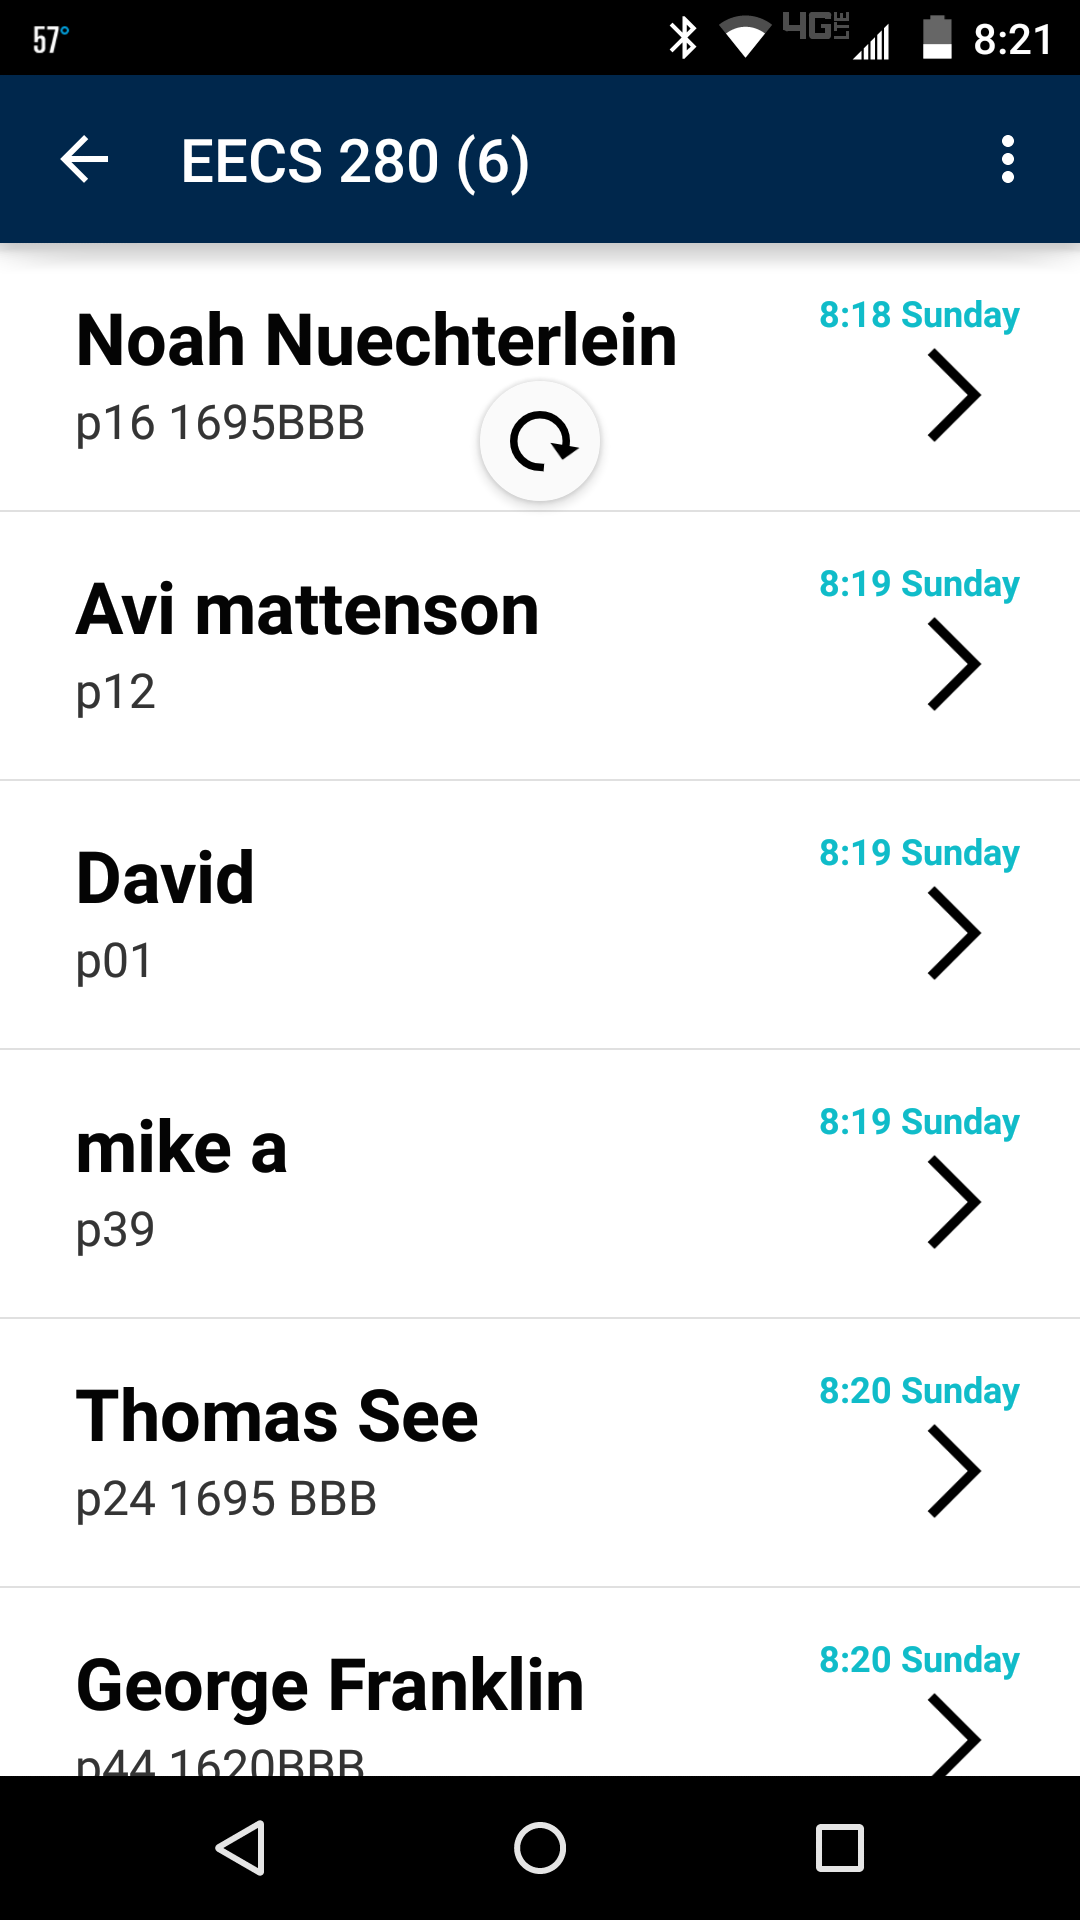 57°
4G LTE
8:21
EECS 280 (6)
Noah Nuechterlein
8:18 Sunday
p16 1695BBB
Avi mattenson
8:19 Sunday
p12
David
8:19 Sunday
p01
mike a
8:19 Sunday
p39
Thomas See
8:20 Sunday
p24 1695 BBB
George Franklin
8:20 Sunday
p44 1620BBB